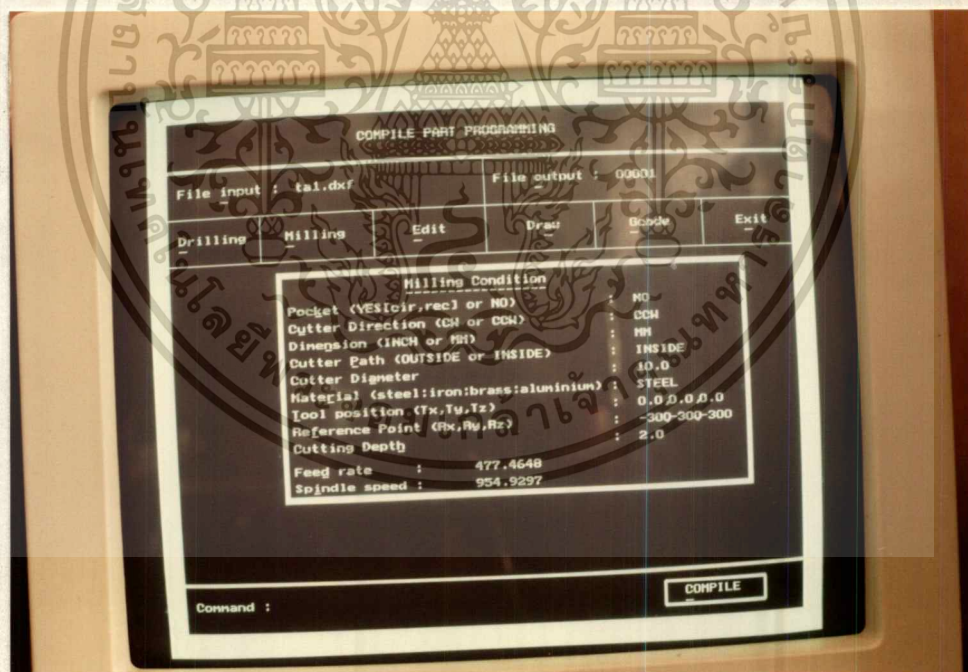 COMPILE PART PROGRAMMING
File input : ta1.dxf File output : 00001
Drilling Milling Edit Draw Gcode Exit
Milling Condition
Pocket (YES[cir,rec] or NO) : NO
Cutter Direction (CW or CCW) : CCW
Dimension (INCH or MM) : MM
Cutter Path (OUTSIDE or INSIDE) : INSIDE
Cutter Diameter : 10.0
Material (steel:iron:brass:aluminium) : STEEL
Tool position (Tx,Ty,Tz) : 0.0,0.0,0.0
Reference Point (Rx,Ry,Rz) : -300-300-300
Cutting Depth : 2.0
Feed rate : 477.4648
Spindle speed : 954.9297
COMPILE
Command :